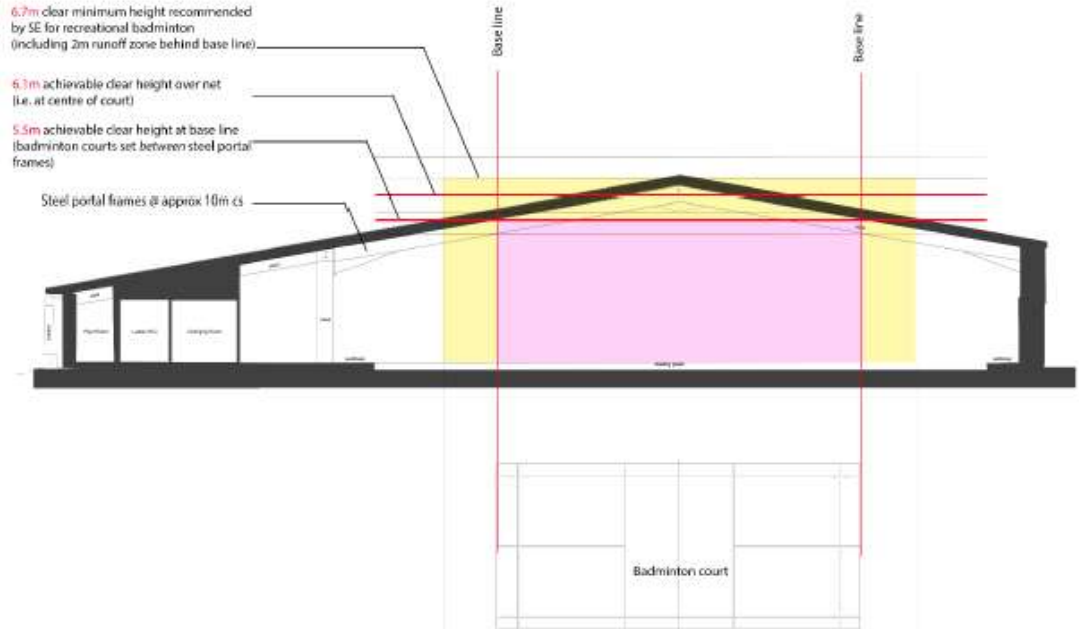 6.7m clear minimum height recommended
by SE for recreational badminton
(including 2m runoff zone behind base line)
Base line
Base line
6.1m achievable clear height over net
(i.e. at centre of court)
5.5m achievable clear height at base line
(badminton courts set between steel portal
frames)
Steel portal frames @ approx 10m cs
Badminton court